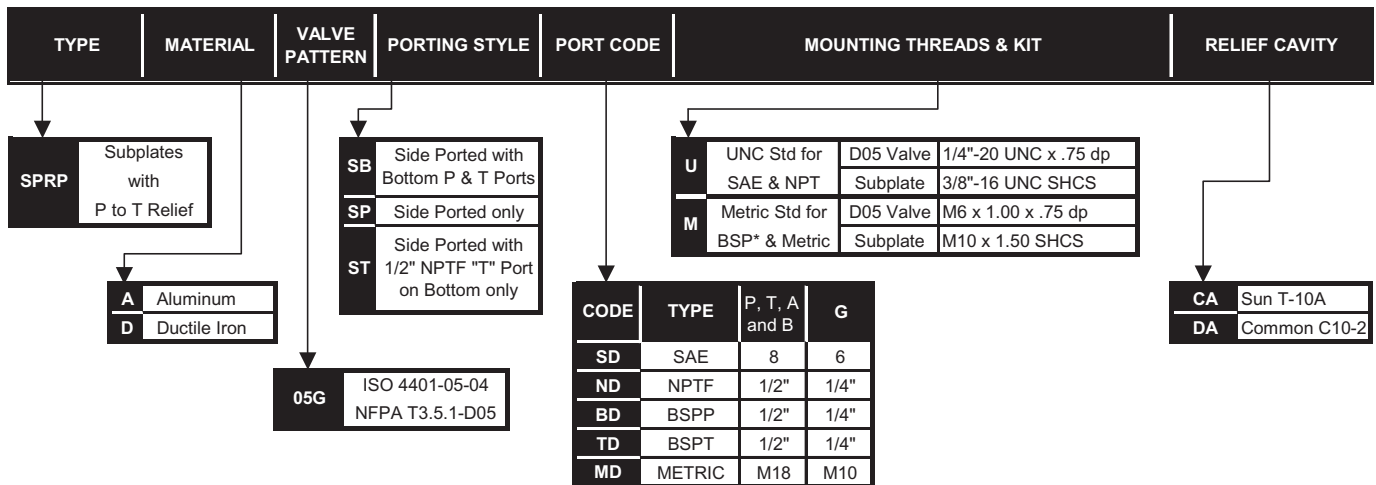 TYPE
MATERIAL
VALVE
PATTERN
PORTING STYLE
PORT CODE
MOUNTING THREADS & KIT
RELIEF CAVITY
SPRP
Subplates
with
P to T Relief
A Aluminum
D Ductile Iron
05G
ISO 4401-05-04
NFPA T3.5.1-D05
SB
Side Ported with
Bottom P & T Ports
SP Side Ported only
ST
Side Ported with
1/2" NPTF "T" Port
on Bottom only
CODE TYPE P, T, A
and B G
SD SAE 8 6
ND NPTF 1/2" 1/4"
BD BSPP 1/2" 1/4"
TD BSPT 1/2" 1/4"
MD METRIC M18 M10
U
UNC Std for D05 Valve 1/4"-20 UNC x .75 dp
SAE & NPT Subplate 3/8"-16 UNC SHCS
M
Metric Std for D05 Valve M6 x 1.00 x .75 dp
BSP* & Metric Subplate M10 x 1.50 SHCS
CA Sun T-10A
DA Common C10-2